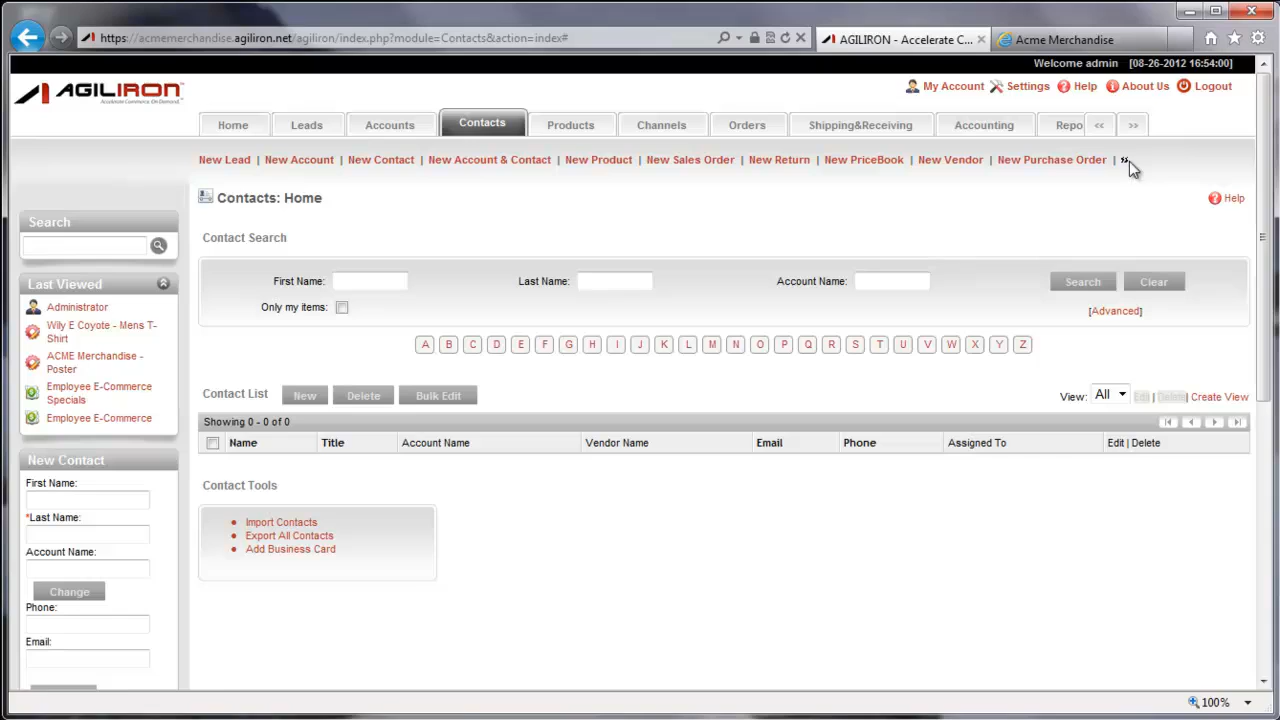 https://acmemerchandise.agiliron.net/agiliron/index.php?module=Contacts&action=index#
AGILIRON - Accelerate C...
Acme Merchandise
Welcome admin [08-26-2012 16:54:00]
AGILIRON
Accelerate Commerce. On Demand.
My Account Settings Help About Us Logout
Home Leads Accounts Contacts Products Channels Orders Shipping&Receiving Accounting Repo << >>
New Lead | New Account | New Contact | New Account & Contact | New Product | New Sales Order | New Return | New PriceBook | New Vendor | New Purchase Order |
Contacts: Home
Help
Search
Contact Search
First Name: Last Name: Account Name: Search Clear
Only my items:
[Advanced]
A B C D E F G H I J K L M N O P Q R S T U V W X Y Z
Last Viewed
Administrator
Wily E Coyote - Mens T-
Shirt
ACME Merchandise -
Poster
Employee E-Commerce
Specials
Employee E-Commerce
Contact List New Delete Bulk Edit View: All Edit | Delete | Create View
Showing 0 - 0 of 0
Name Title Account Name Vendor Name Email Phone Assigned To Edit | Delete
Contact Tools
Import Contacts
Export All Contacts
Add Business Card
New Contact
First Name:
*Last Name:
Account Name:
Change
Phone:
Email:
100%